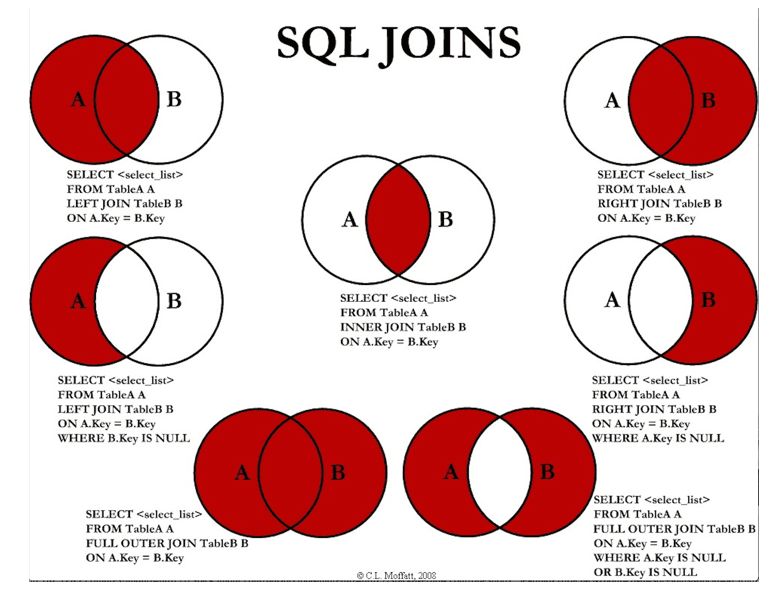 SQL JOINS
A B
SELECT <select_list>
FROM TableA A
LEFT JOIN TableB B
ON A.Key = B.Key
A B
SELECT <select_list>
FROM TableA A
RIGHT JOIN TableB B
ON A.Key = B.Key
A B
SELECT <select_list>
FROM TableA A
INNER JOIN TableB B
ON A.Key = B.Key
A B
SELECT <select_list>
FROM TableA A
LEFT JOIN TableB B
ON A.Key = B.Key
WHERE B.Key IS NULL
A B
SELECT <select_list>
FROM TableA A
RIGHT JOIN TableB B
ON A.Key = B.Key
WHERE A.Key IS NULL
A B
SELECT <select_list>
FROM TableA A
FULL OUTER JOIN TableB B
ON A.Key = B.Key
A B
SELECT <select_list>
FROM TableA A
FULL OUTER JOIN TableB B
ON A.Key = B.Key
WHERE A.Key IS NULL
OR B.Key IS NULL
© C.L. Moffatt, 2008